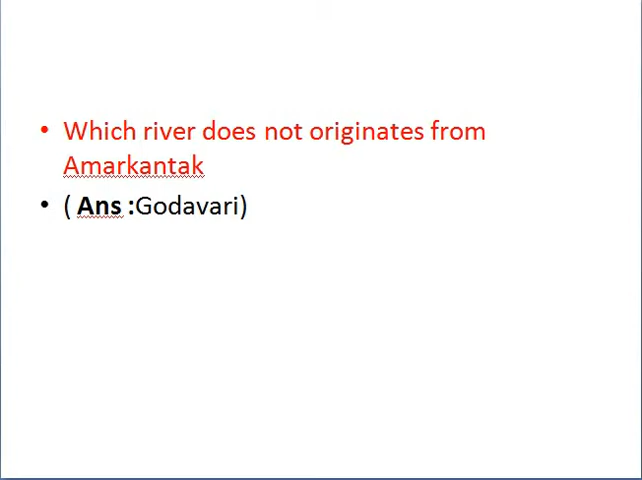 • Which river does not originates from
Amarkantak
• ( Ans :Godavari)